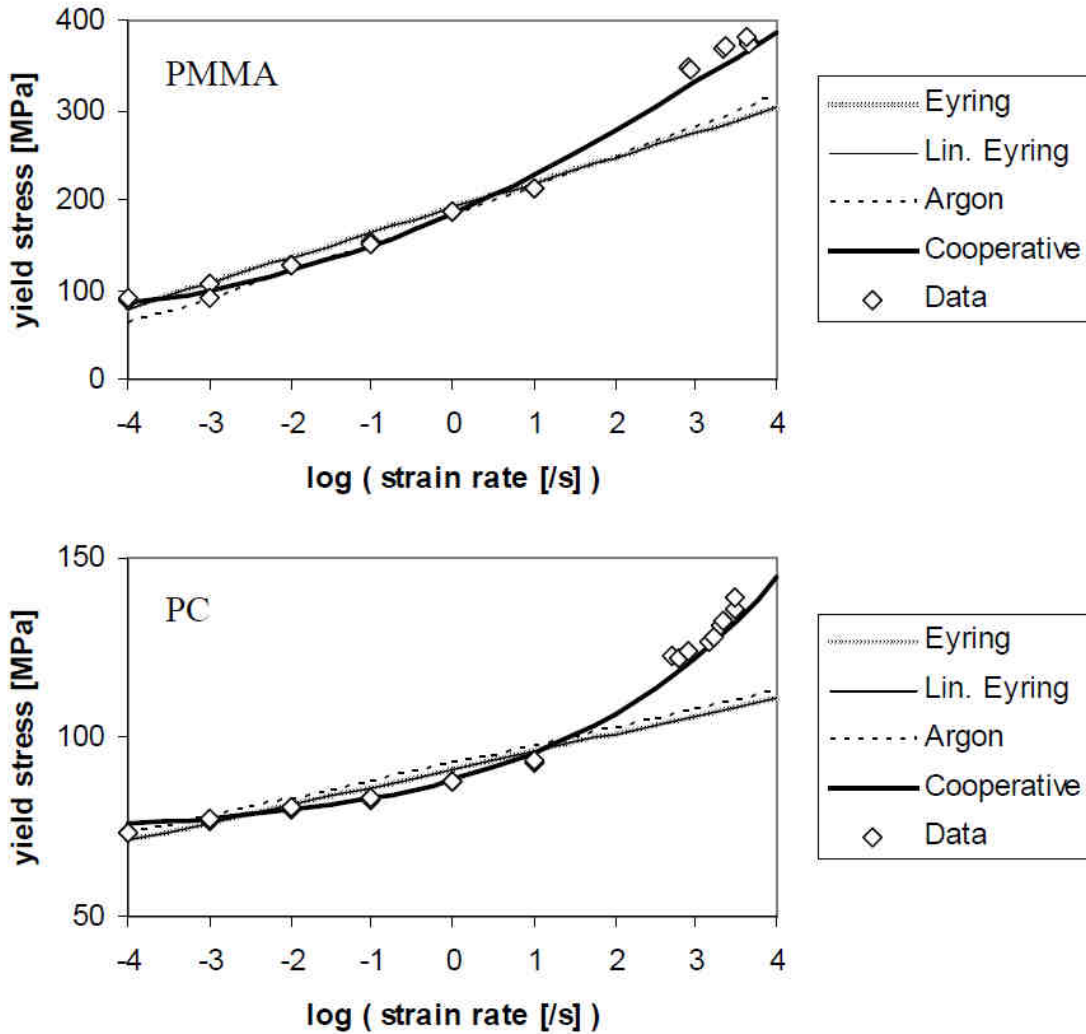 400
300
200
100
0
yield stress [MPa]
PMMA
-4 -3 -2 -1 0 1 2 3 4
log ( strain rate [/s] )
Eyring
Lin. Eyring
Argon
Cooperative
Data
150
100
50
yield stress [MPa]
PC
-4 -3 -2 -1 0 1 2 3 4
log ( strain rate [/s] )
Eyring
Lin. Eyring
Argon
Cooperative
Data